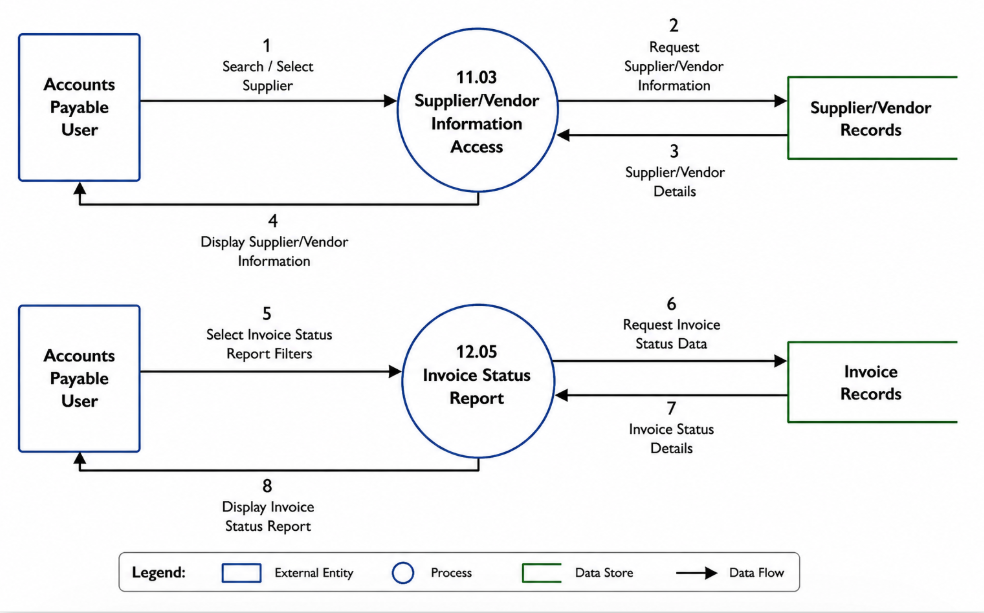 Accounts
Payable
User
1
Search / Select
Supplier
11.03
Supplier/Vendor
Information
Access
2
Request
Supplier/Vendor
Information
Supplier/Vendor
Records
3
Supplier/Vendor
Details
4
Display Supplier/Vendor
Information
Accounts
Payable
User
5
Select Invoice Status
Report Filters
12.05
Invoice Status
Report
6
Request Invoice
Status Data
Invoice
Records
7
Invoice Status
Details
8
Display Invoice
Status Report
Legend:
External Entity
Process
Data Store
Data Flow